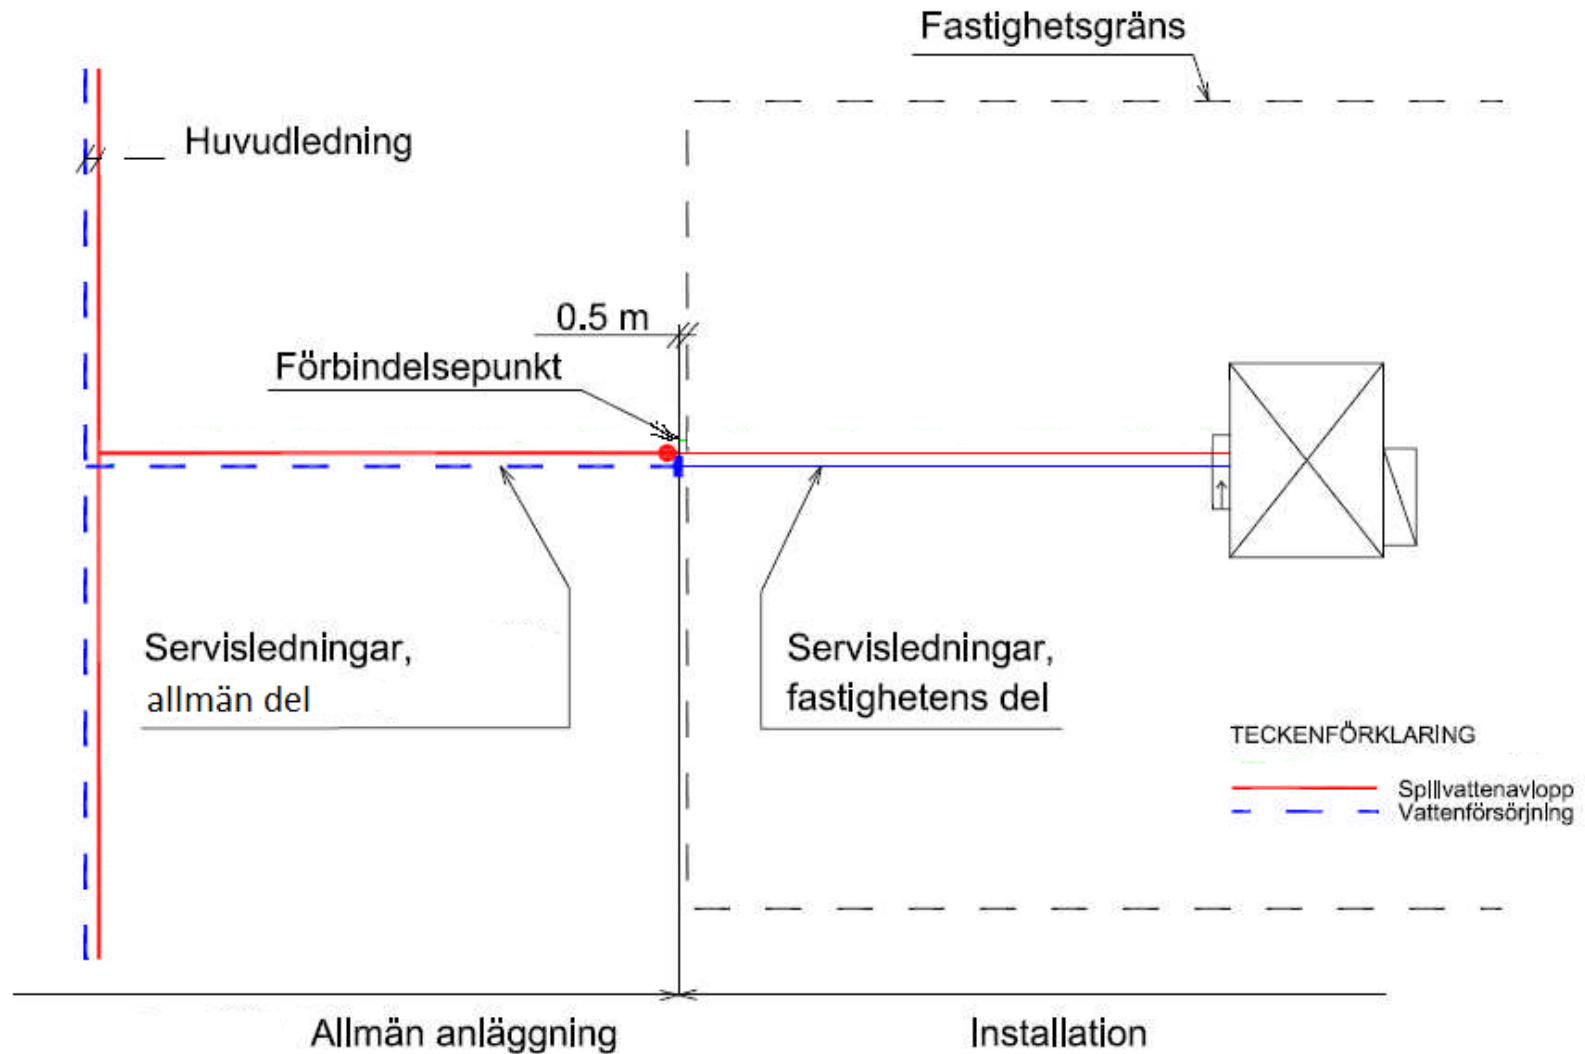 Fastighetsgräns
Huvudledning
0.5 m
Förbindelsepunkt
Servisledningar,
allmän del
Servisledningar,
fastighetens del
TECKENFÖRKLARING
Spillvattenavlopp
Vattenförsörjning
Allmän anläggning
Installation